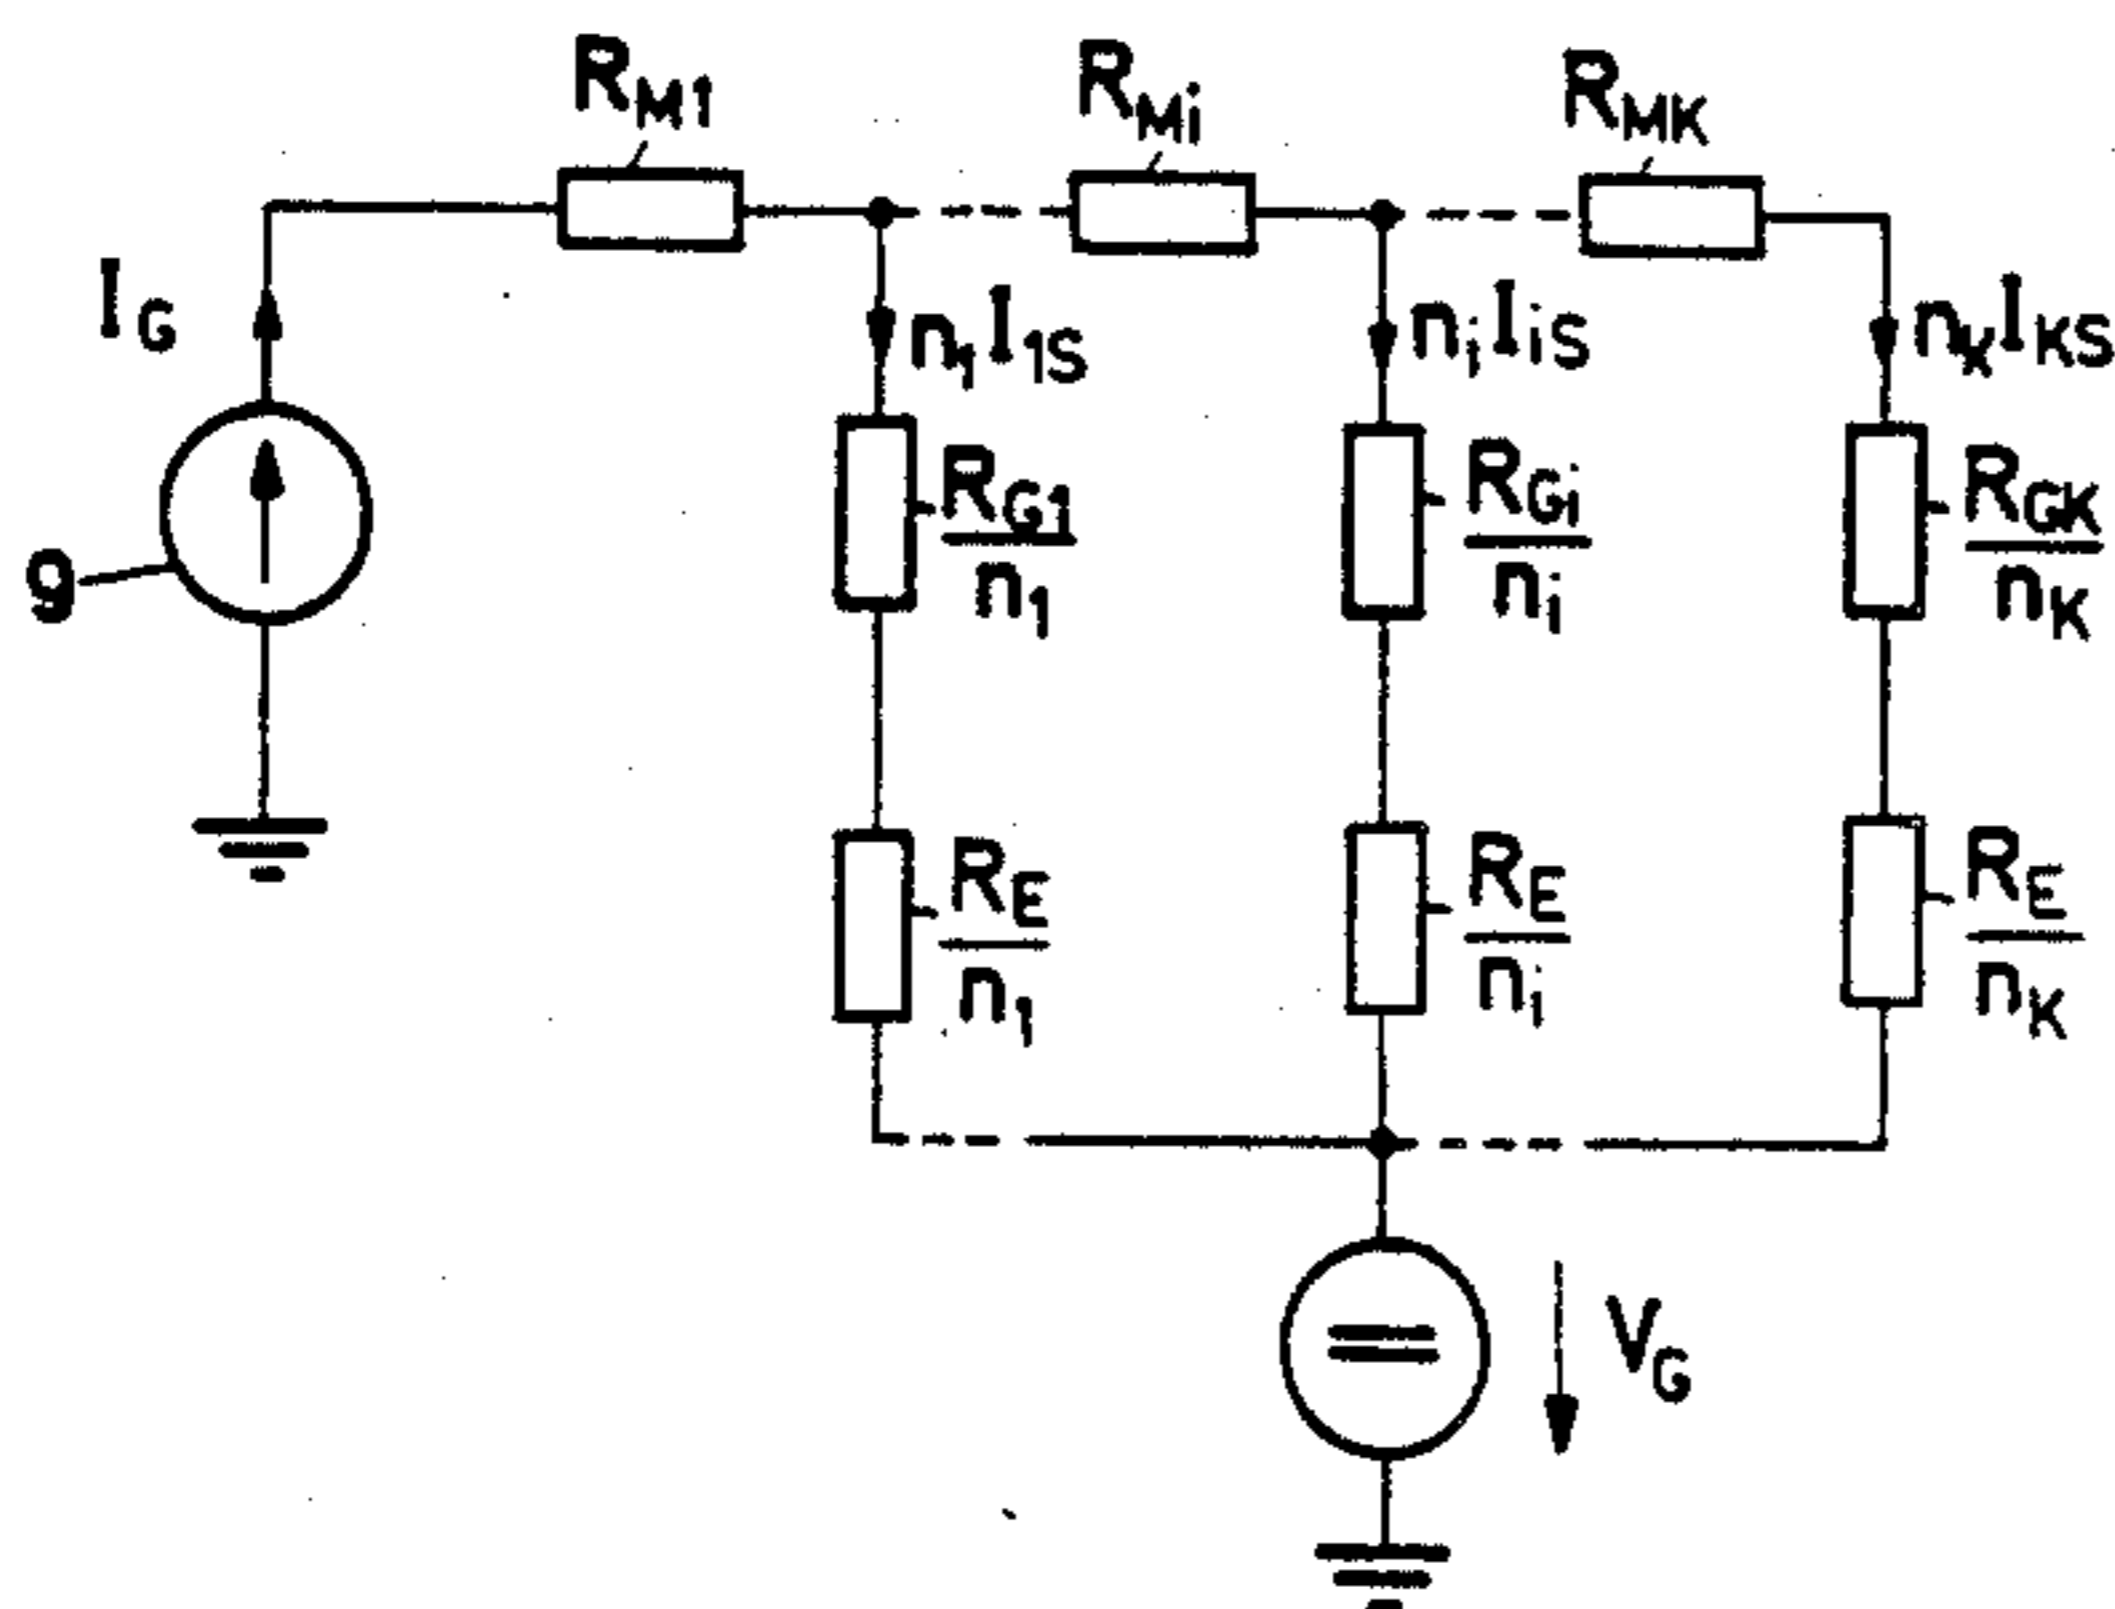 R_M1 R_Mi R_MK
I_G
n_1 I_1S n_i I_iS n_K I_KS
R_G1 R_Gi R_GK
n_1 n_i n_K
9
R_E R_E R_E
n_1 n_i n_K
=
V_G